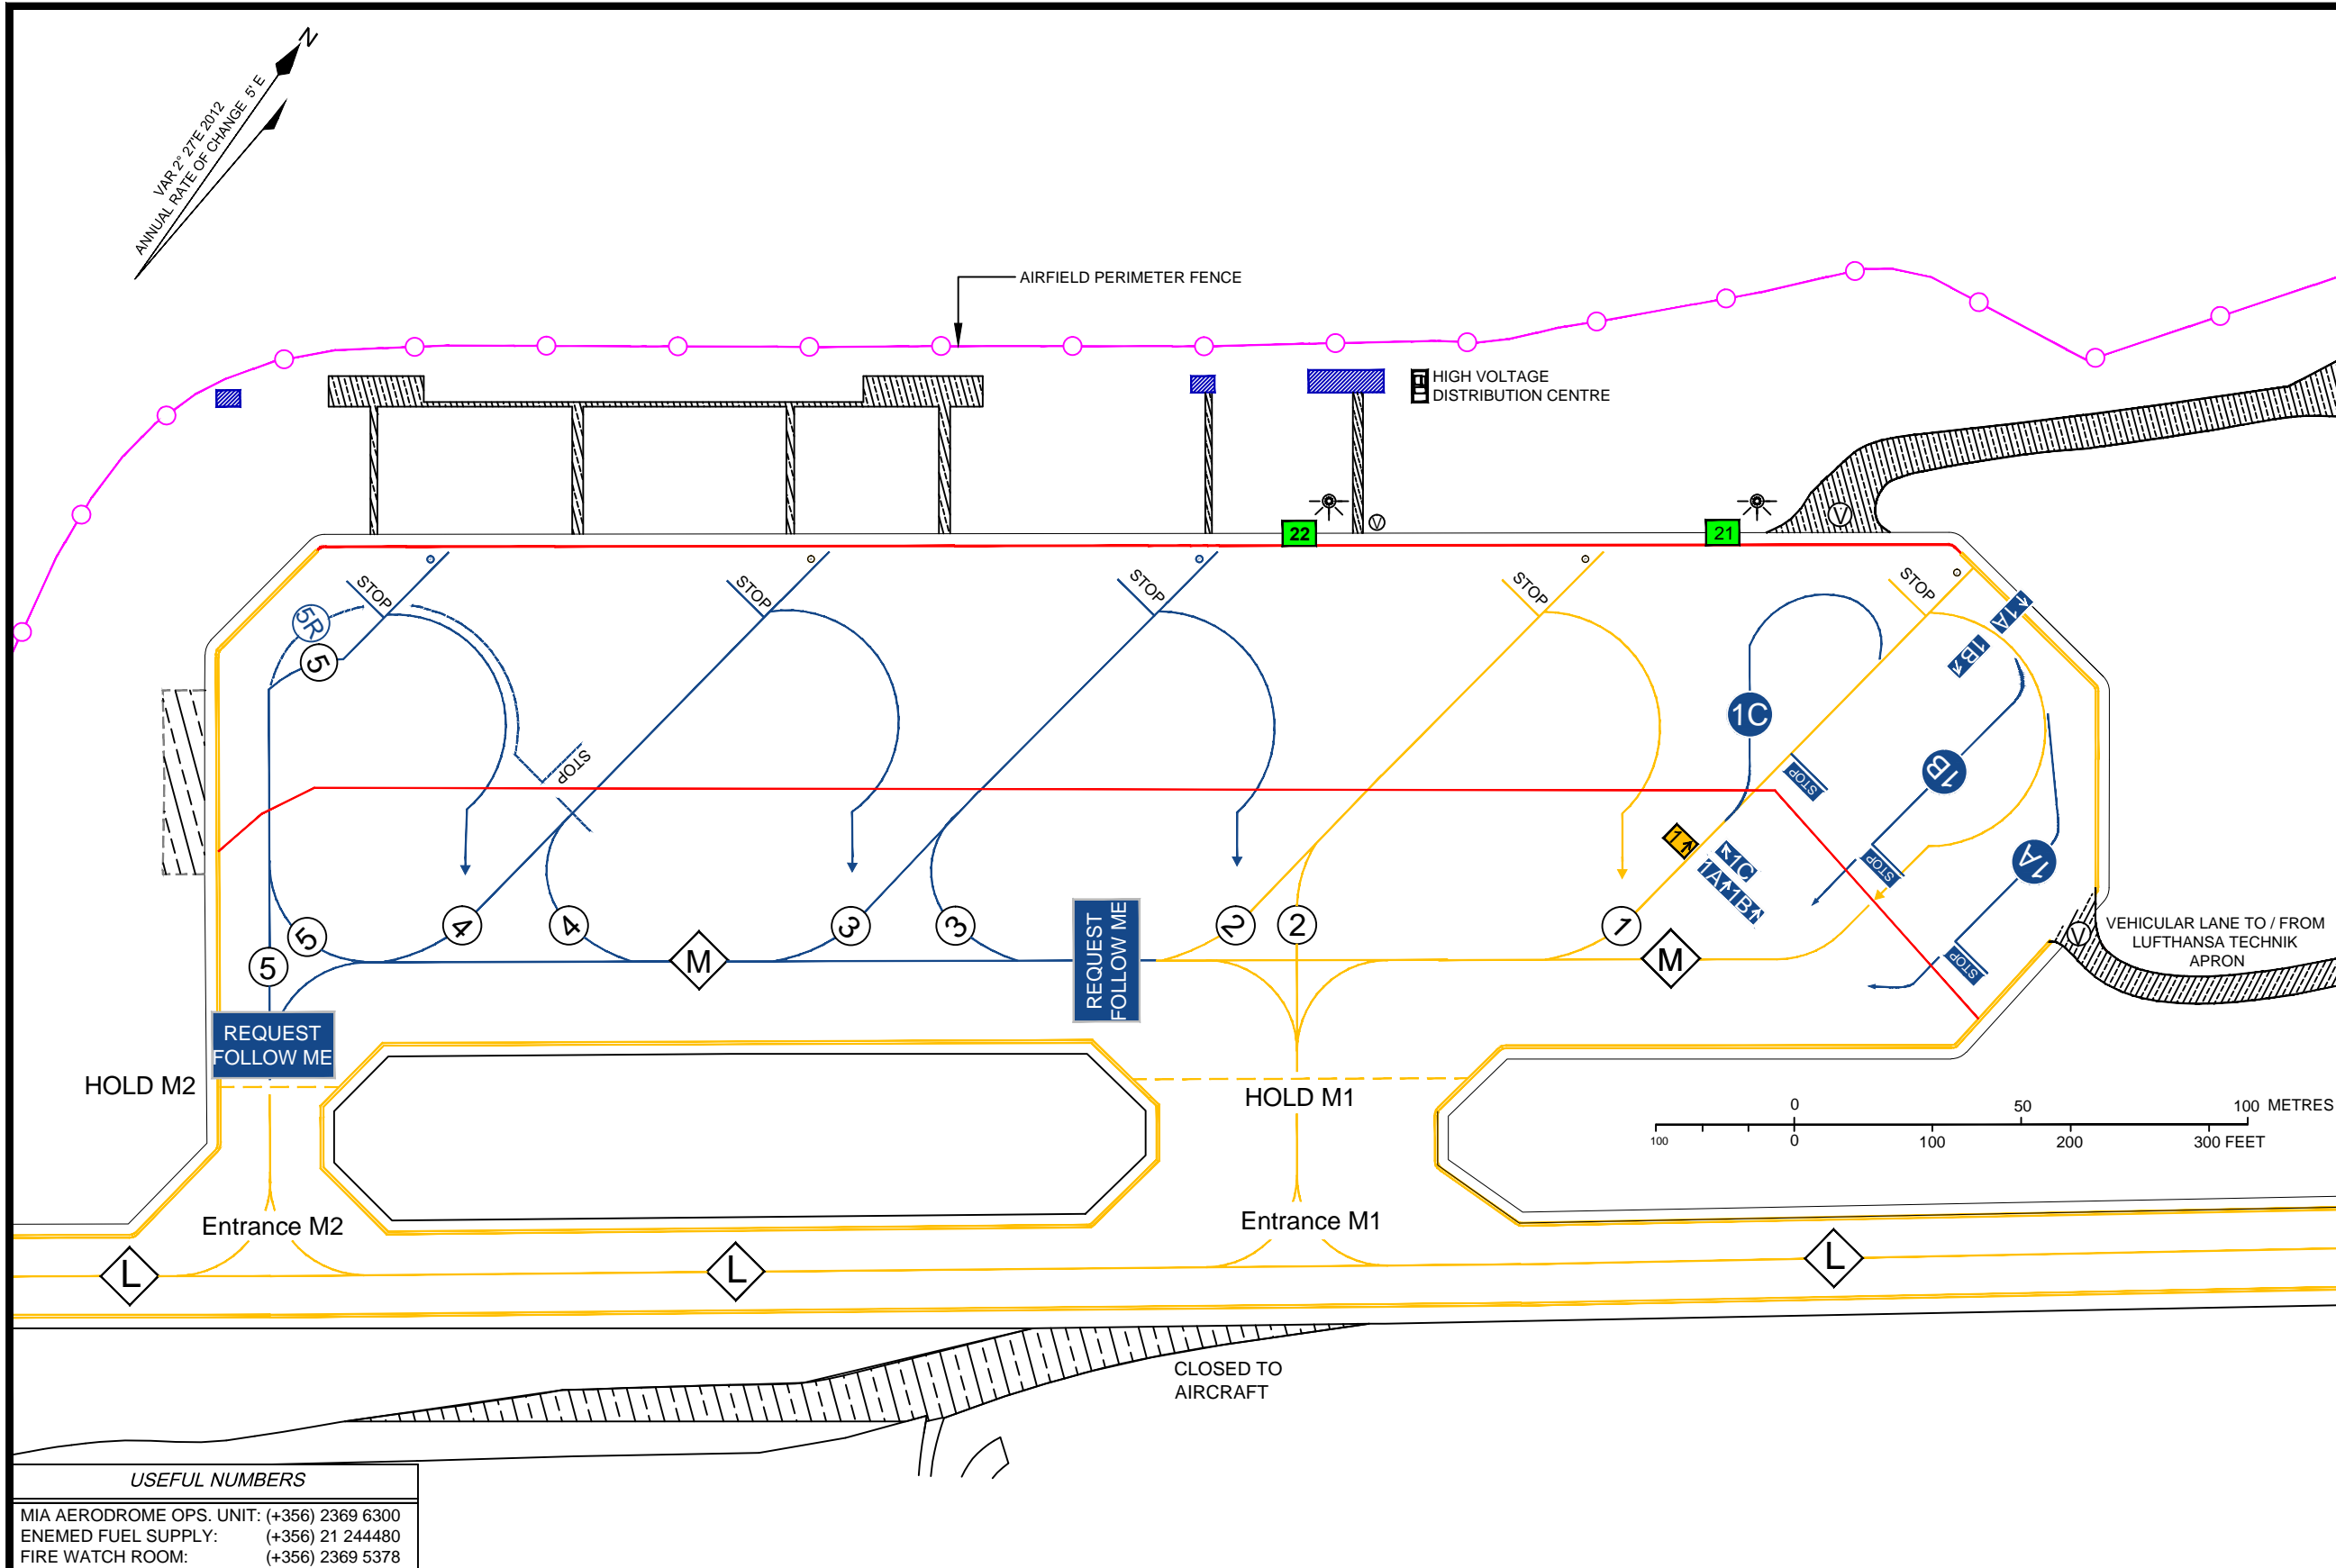 N
VAR 2° 27'E 2012
ANNUAL RATE OF CHANGE 5' E
AIRFIELD PERIMETER FENCE
HIGH VOLTAGE
DISTRIBUTION CENTRE
V
22
21
V
STOP
STOP
STOP
STOP
STOP
5R
5
1A
1B
1C
1B
STOP
STOP
STOP
1A
1
1C
1A 1B
STOP
5
5
4
4
3
3
2
2
1
M
M
V
VEHICULAR LANE TO / FROM
LUFTHANSA TECHNIK
APRON
REQUEST
FOLLOW ME
REQUEST
FOLLOW ME
HOLD M2
HOLD M1
0 50 100 METRES
100 0 100 200 300 FEET
Entrance M2
Entrance M1
L
L
L
CLOSED TO
AIRCRAFT
USEFUL NUMBERS
MIA AERODROME OPS. UNIT: (+356) 2369 6300
ENEMED FUEL SUPPLY: (+356) 21 244480
FIRE WATCH ROOM: (+356) 2369 5378